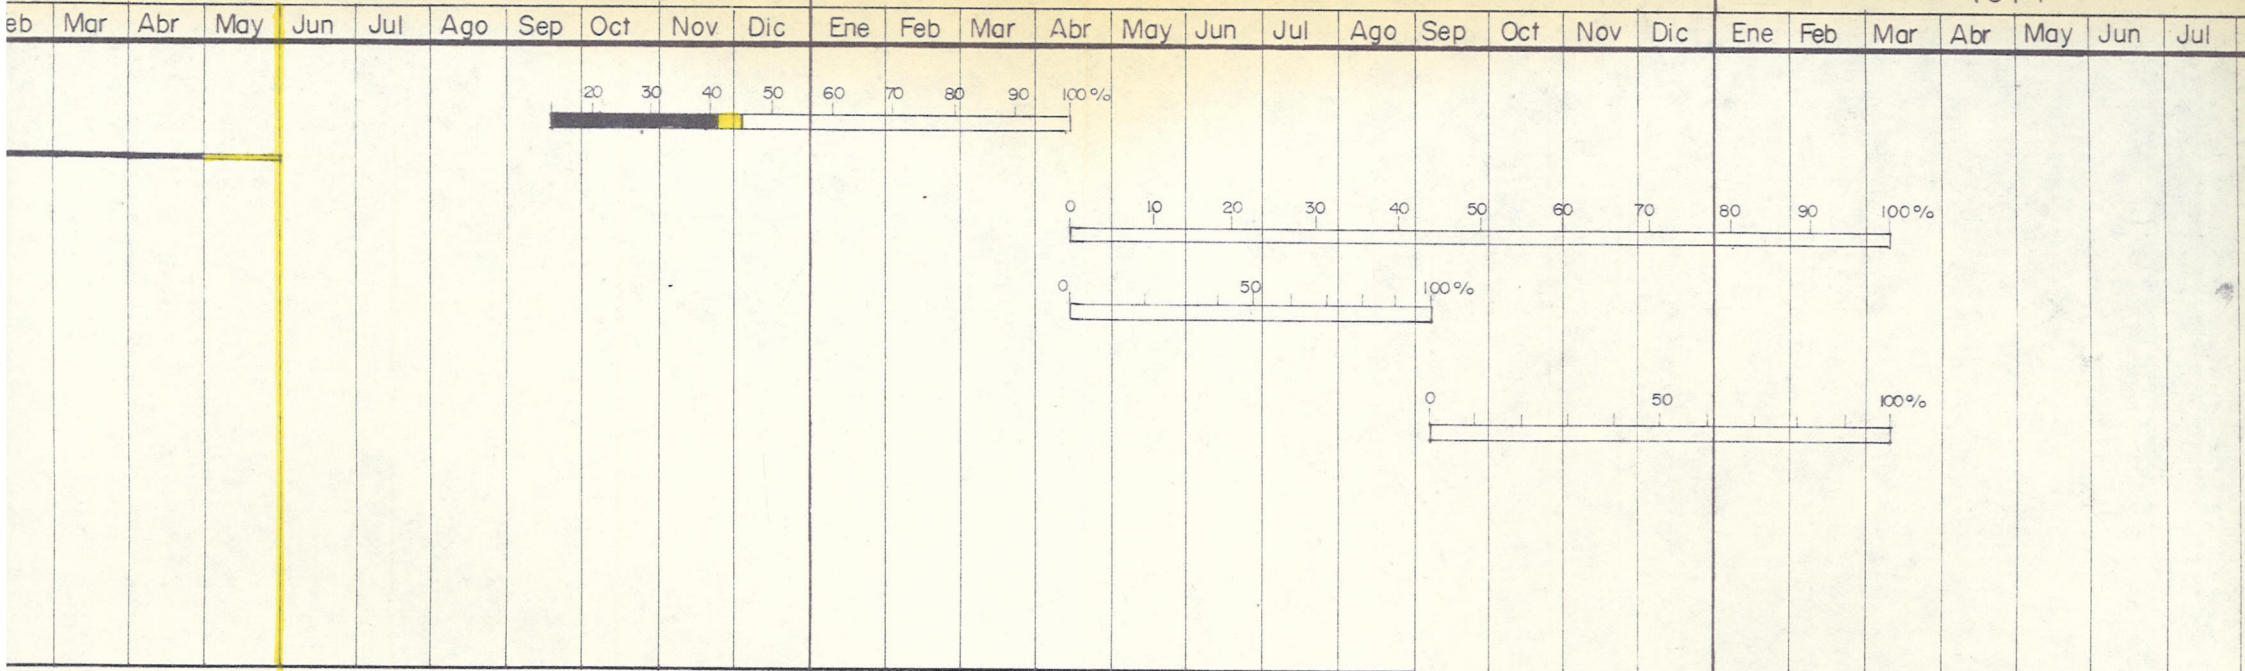 eb Mar Abr May Jun Jul Ago Sep Oct Nov Dic Ene Feb Mar Abr May Jun Jul Ago Sep Oct Nov Dic Ene Feb Mar Abr May Jun Jul
20 30 40 50 60 70 80 90 100%
0 10 20 30 40 50 60 70 80 90 100%
0 50 100%
0 50 100%